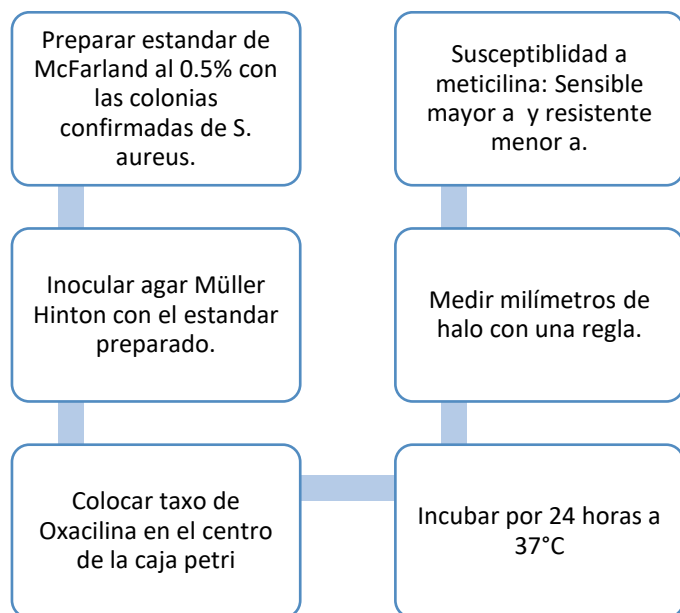 Preparar estandar de
McFarland al 0.5% con
las colonias
confirmadas de S.
aureus.
Inocular agar Müller
Hinton con el estandar
preparado.
Colocar taxo de
Oxacilina en el centro
de la caja petri
Incubar por 24 horas a
37°C
Medir milímetros de
halo con una regla.
Susceptiblidad a
meticilina: Sensible
mayor a  y resistente
menor a.